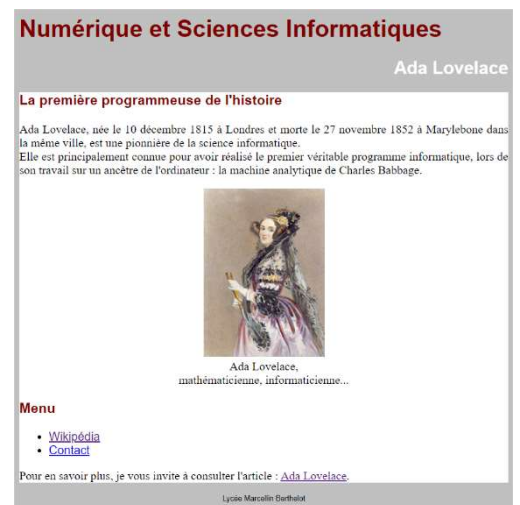 Numérique et Sciences Informatiques
Ada Lovelace
La première programmeuse de l'histoire
Ada Lovelace, née le 10 décembre 1815 à Londres et morte le 27 novembre 1852 à Marylebone dans
la même ville, est une pionnière de la science informatique.
Elle est principalement connue pour avoir réalisé le premier véritable programme informatique, lors de
son travail sur un ancêtre de l'ordinateur : la machine analytique de Charles Babbage.
Ada Lovelace,
mathématicienne, informaticienne...
Menu
Wikipédia
Contact
Pour en savoir plus, je vous invite à consulter l'article : Ada Lovelace.
Lycée Marcellin Berthelot